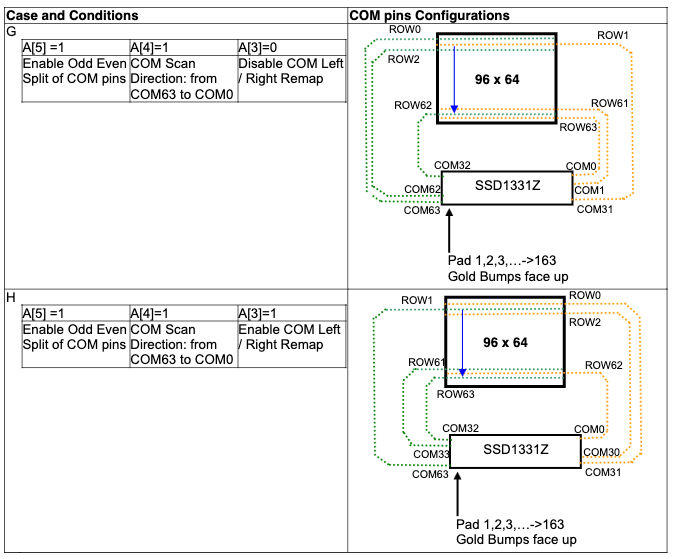 Case and Conditions
COM pins Configurations
G
A[5] =1
A[4]=1
A[3]=0
Enable Odd Even
Split of COM pins
COM Scan
Direction: from
COM63 to COM0
Disable COM Left
/ Right Remap
ROW0
ROW1
ROW2
96 x 64
ROW62
ROW61
ROW63
COM32
COM0
SSD1331Z
COM62
COM1
COM63
COM31
Pad 1,2,3,…->163
Gold Bumps face up
H
A[5] =1
A[4]=1
A[3]=1
Enable Odd Even
Split of COM pins
COM Scan
Direction: from
COM63 to COM0
Enable COM Left
/ Right Remap
ROW1
ROW0
ROW2
96 x 64
ROW61
ROW62
ROW63
COM32
COM0
SSD1331Z
COM33
COM30
COM63
COM31
Pad 1,2,3,…->163
Gold Bumps face up